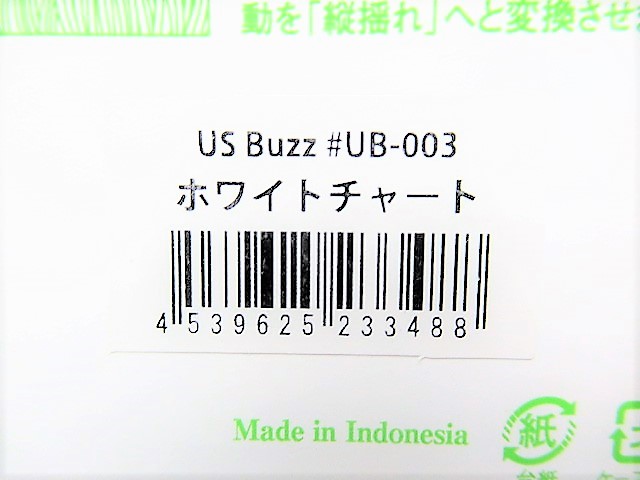 動を「縦揺れ」へと変換させ
US Buzz #UB-003
ホワイトチャート
4 539625 233488
Made in Indonesia
紙